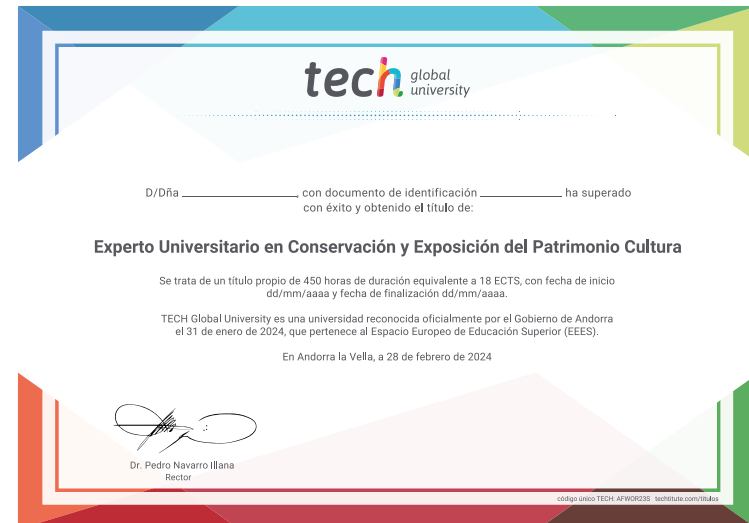 tech global
university
D/Dña ____________________, con documento de identificación ______________ ha superado
con éxito y obtenido el título de:
Experto Universitario en Conservación y Exposición del Patrimonio Cultura
Se trata de un título propio de 450 horas de duración equivalente a 18 ECTS, con fecha de inicio
dd/mm/aaaa y fecha de finalización dd/mm/aaaa.
TECH Global University es una universidad reconocida oficialmente por el Gobierno de Andorra
el 31 de enero de 2024, que pertenece al Espacio Europeo de Educación Superior (EEES).
En Andorra la Vella, a 28 de febrero de 2024
Dr. Pedro Navarro Illana
Rector
código único TECH: AFWOR23S techtitute.com/titulos